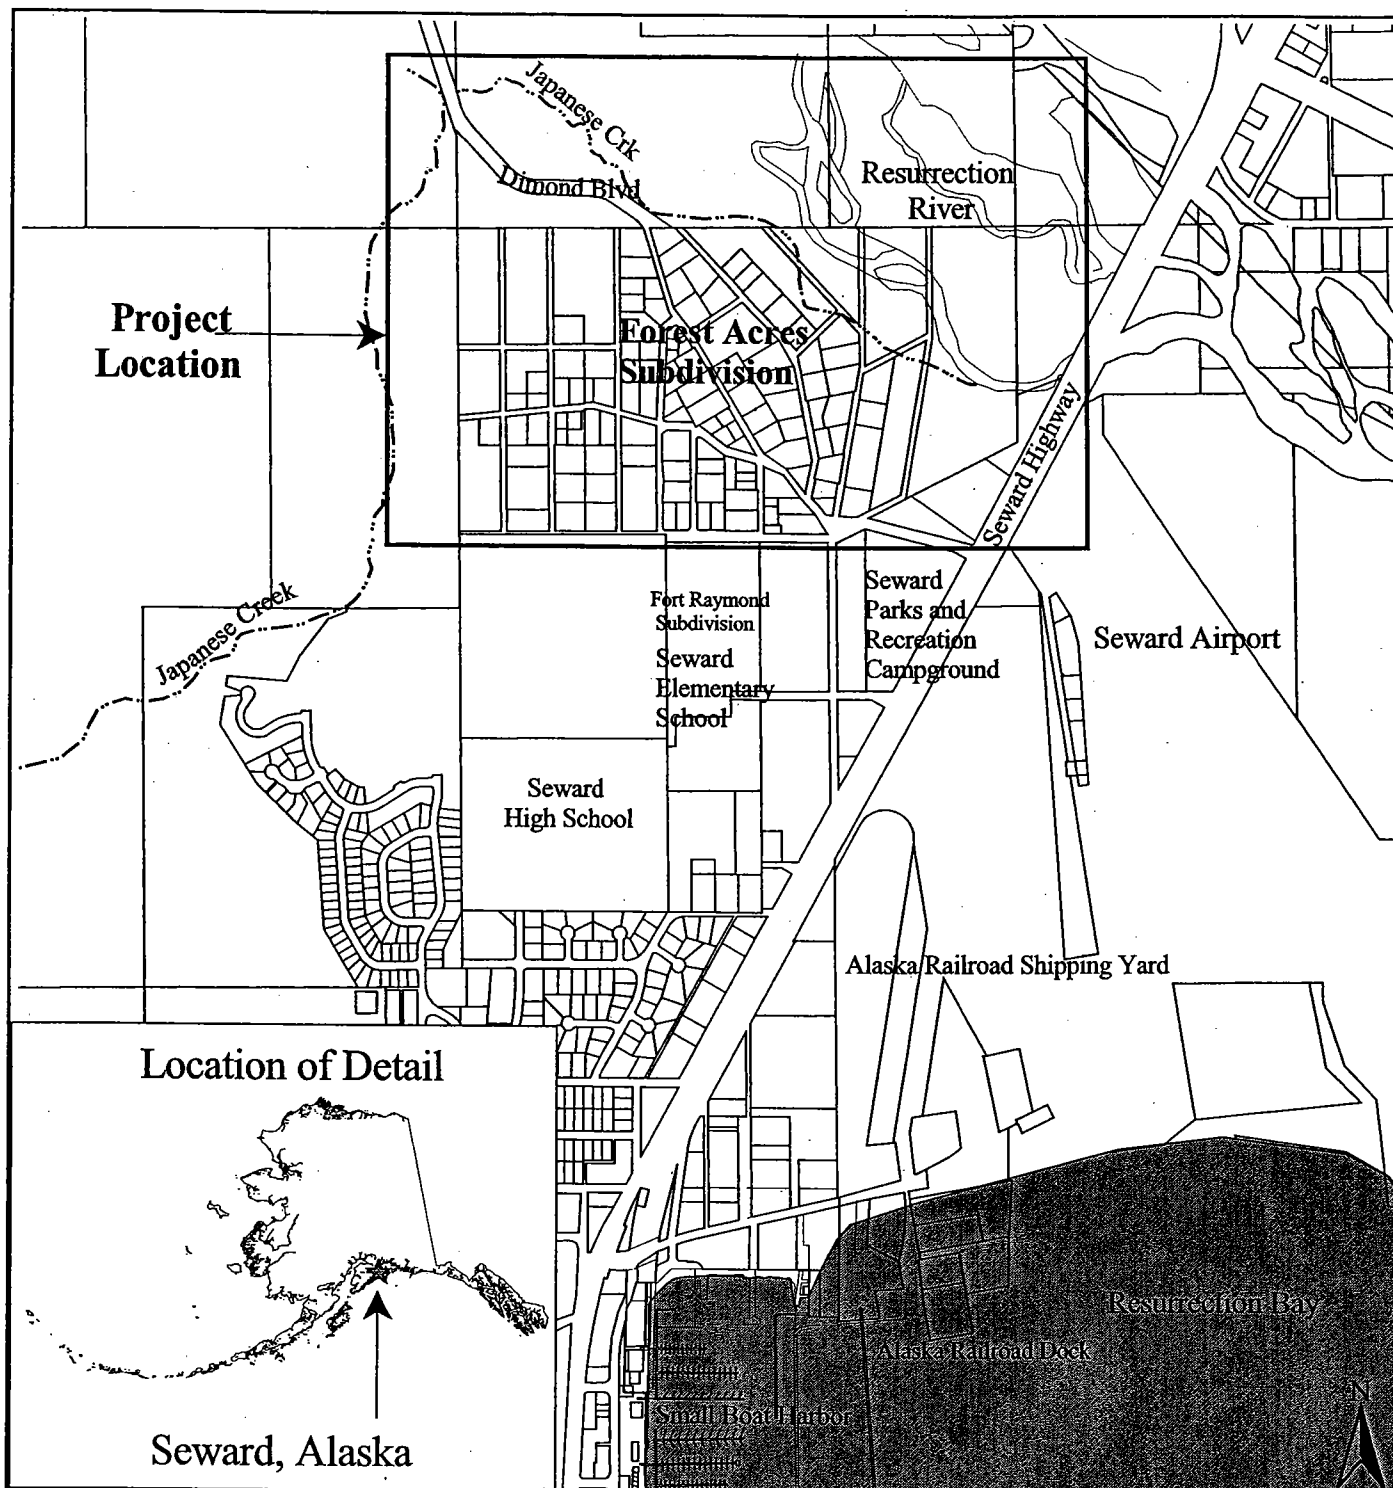 Japanese Crk
Dimond Blvd
Resurrection
River
Project
Location
Forest Acres
Subdivision
Seward Highway
Japanese Creek
Fort Raymond
Subdivision
Seward
Elementary
School
Seward
Parks and
Recreation
Campground
Seward Airport
Seward
High School
Alaska Railroad Shipping Yard
Location of Detail
Seward, Alaska
Resurrection Bay
Alaska Railroad Dock
Small Boat Harbor
N